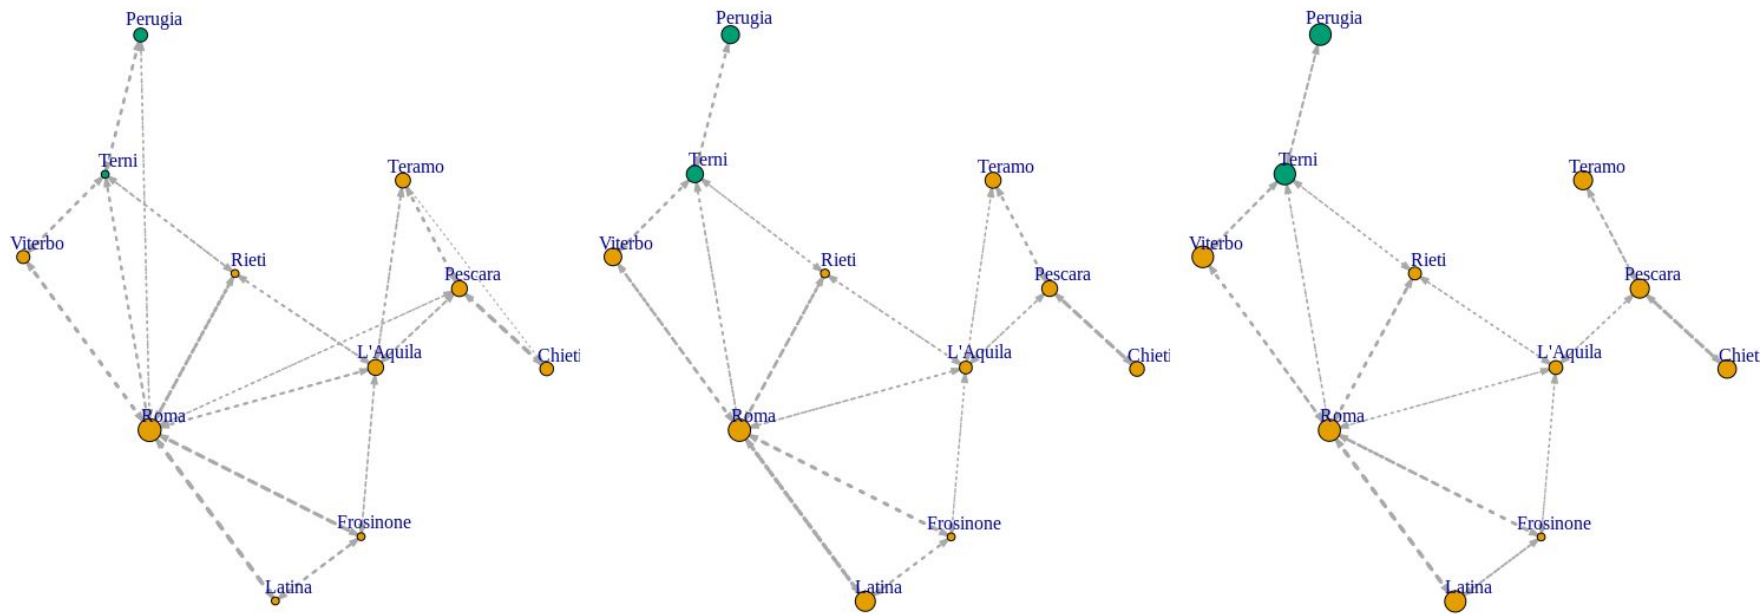 Perugia
Terni
Teramo
Viterbo
Rieti
Pescara
L'Aquila
Chieti
Roma
Frosinone
Latina
Perugia
Terni
Teramo
Viterbo
Rieti
Pescara
L'Aquila
Chieti
Roma
Frosinone
Latina
Perugia
Terni
Teramo
Viterbo
Rieti
Pescara
L'Aquila
Chiet
Roma
Frosinone
Latina